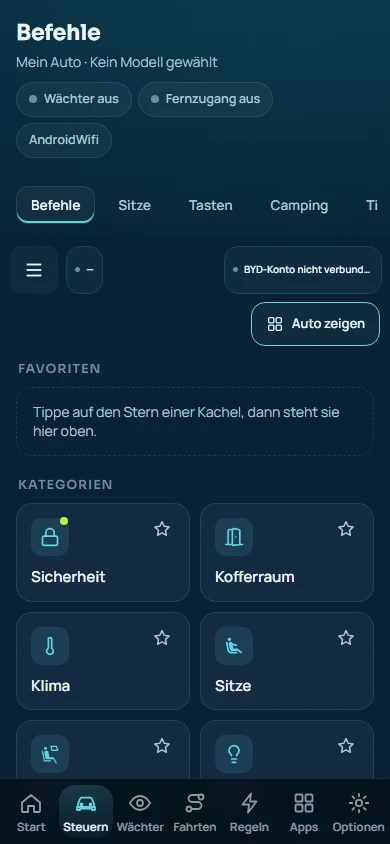 Befehle
Mein Auto · Kein Modell gewählt
Wächter aus
Fernzugang aus
AndroidWifi
Befehle
Sitze
Tasten
Camping
Ti
–
BYD-Konto nicht verbund…
Auto zeigen
FAVORITEN
Tippe auf den Stern einer Kachel, dann steht sie
hier oben.
KATEGORIEN
Sicherheit
Kofferraum
Klima
Sitze
Start
Steuern
Wächter
Fahrten
Regeln
Apps
Optionen